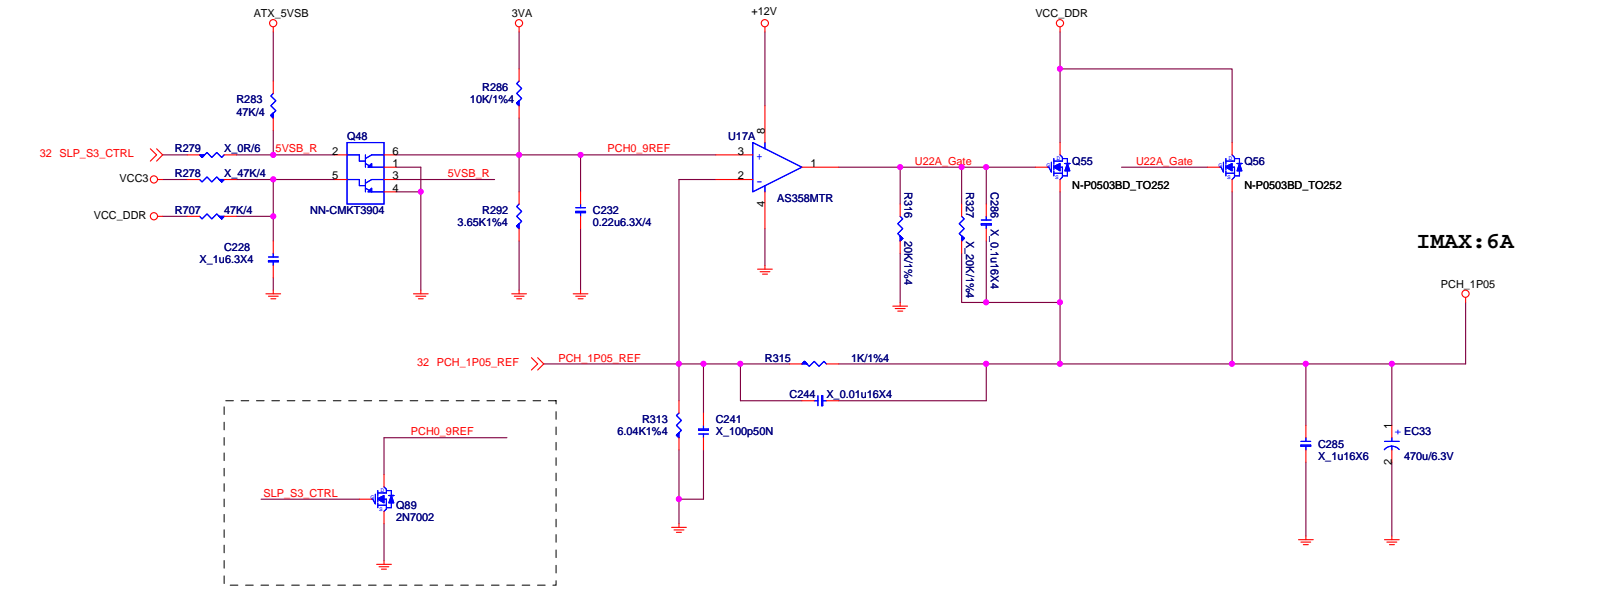 ATX_5VSB
3VA
+12V
VCC_DDR
R283
47K/4
R286
10K/1%4
32 SLP_S3_CTRL
R279
X_0R/6
5VSB_R
2
Q48
6
1
3
4
5
NN-CMKT3904
VCC3
R278
X_47K/4
5VSB_R
VCC_DDR
R707
47K/4
C228
X_1u6.3X4
R292
3.65K1%4
C232
0.22u6.3X/4
PCH0_9REF
U17A
8
3
+
2
-
1
4
AS358MTR
U22A_Gate
R316
20K/1%4
R327
X_20K/1%4
C286
X_0.1u16X4
Q55
N-P0503BD_TO252
U22A_Gate
Q56
N-P0503BD_TO252
IMAX:6A
PCH_1P05
32 PCH_1P05_REF
PCH_1P05_REF
R315
1K/1%4
C244
X_0.01u16X4
R313
6.04K1%4
C241
X_100p50N
C285
X_1u16X6
1
+
EC33
470u/6.3V
2
PCH0_9REF
SLP_S3_CTRL
Q89
2N7002